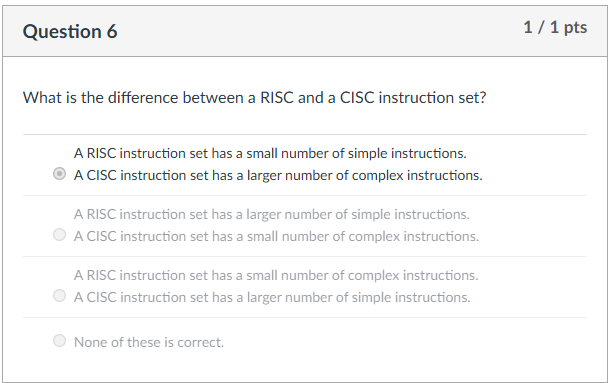 Question 6
1 / 1 pts
What is the difference between a RISC and a CISC instruction set?
A RISC instruction set has a small number of simple instructions.
A CISC instruction set has a larger number of complex instructions.
A RISC instruction set has a larger number of simple instructions.
A CISC instruction set has a small number of complex instructions.
A RISC instruction set has a small number of complex instructions.
A CISC instruction set has a larger number of simple instructions.
None of these is correct.